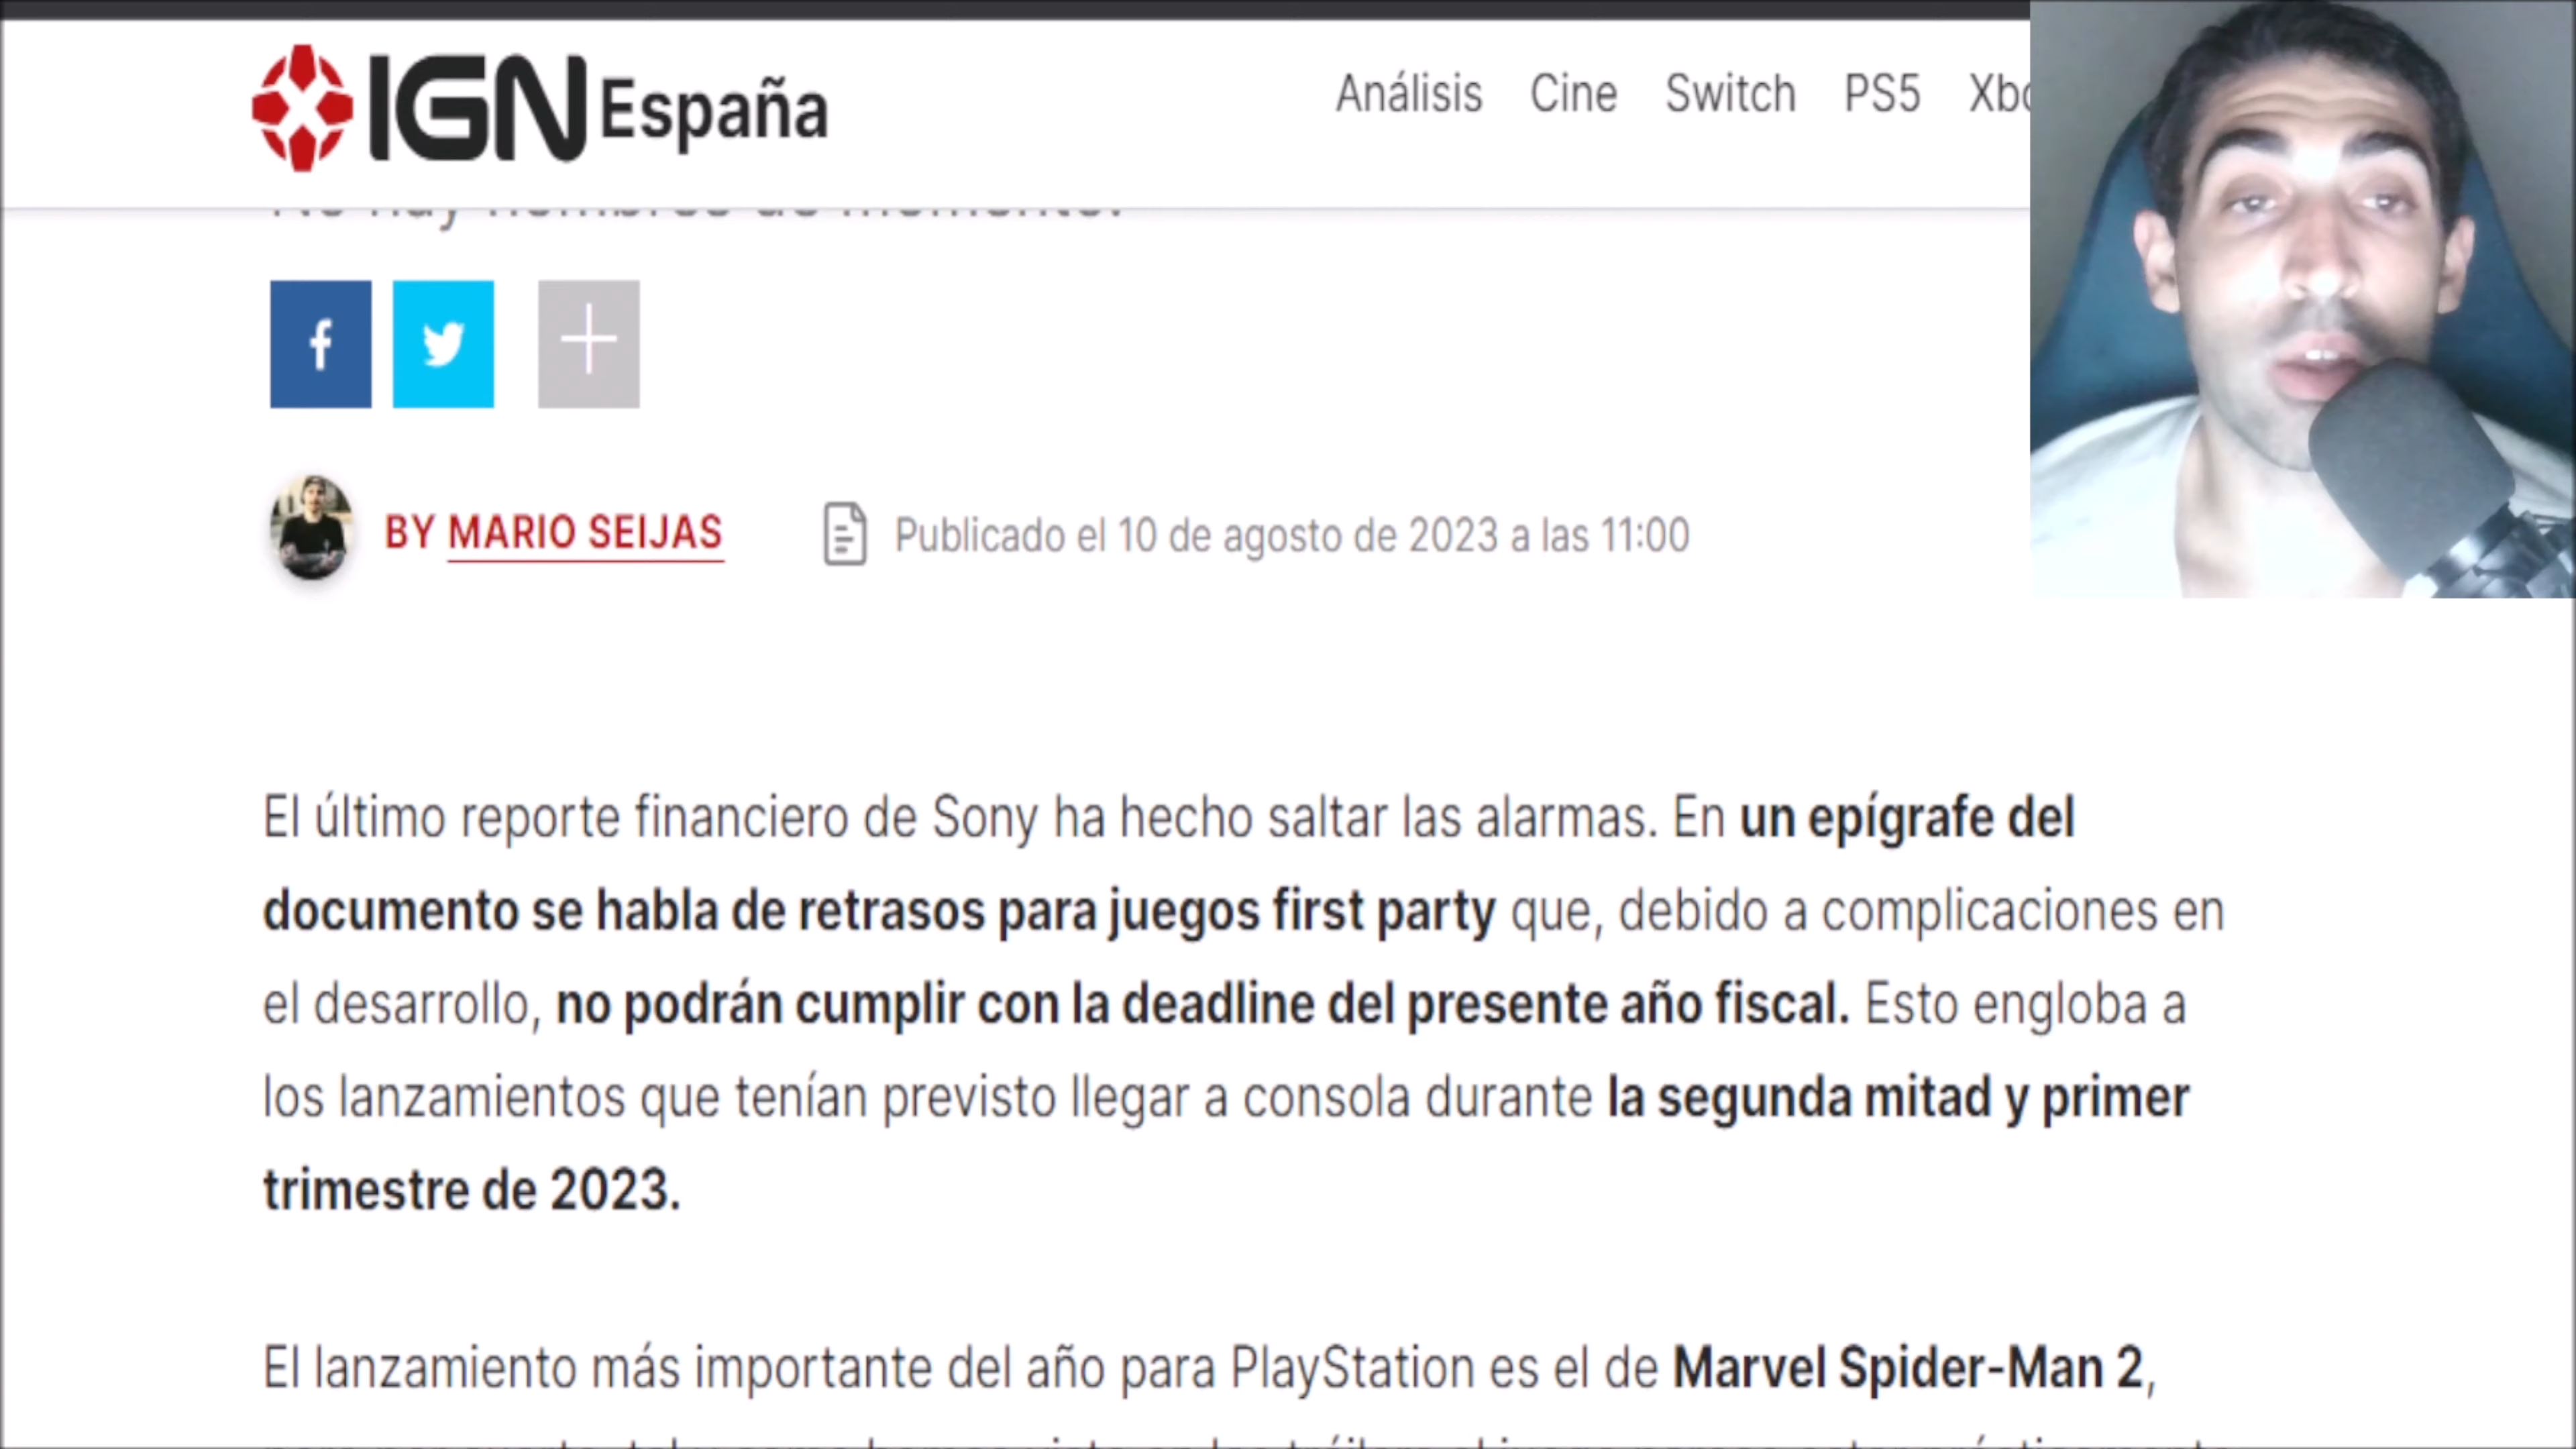 IGN España
Análisis Cine Switch PS5
BY MARIO SEIJAS
Publicado el 10 de agosto de 2023 a las 11:00
El último reporte financiero de Sony ha hecho saltar las alarmas. En un epígrafe del
documento se habla de retrasos para juegos first party que, debido a complicaciones en
el desarrollo, no podrán cumplir con la deadline del presente año fiscal. Esto engloba a
los lanzamientos que tenían previsto llegar a consola durante la segunda mitad y primer
trimestre de 2023.
El lanzamiento más importante del año para PlayStation es el de Marvel Spider-Man 2,